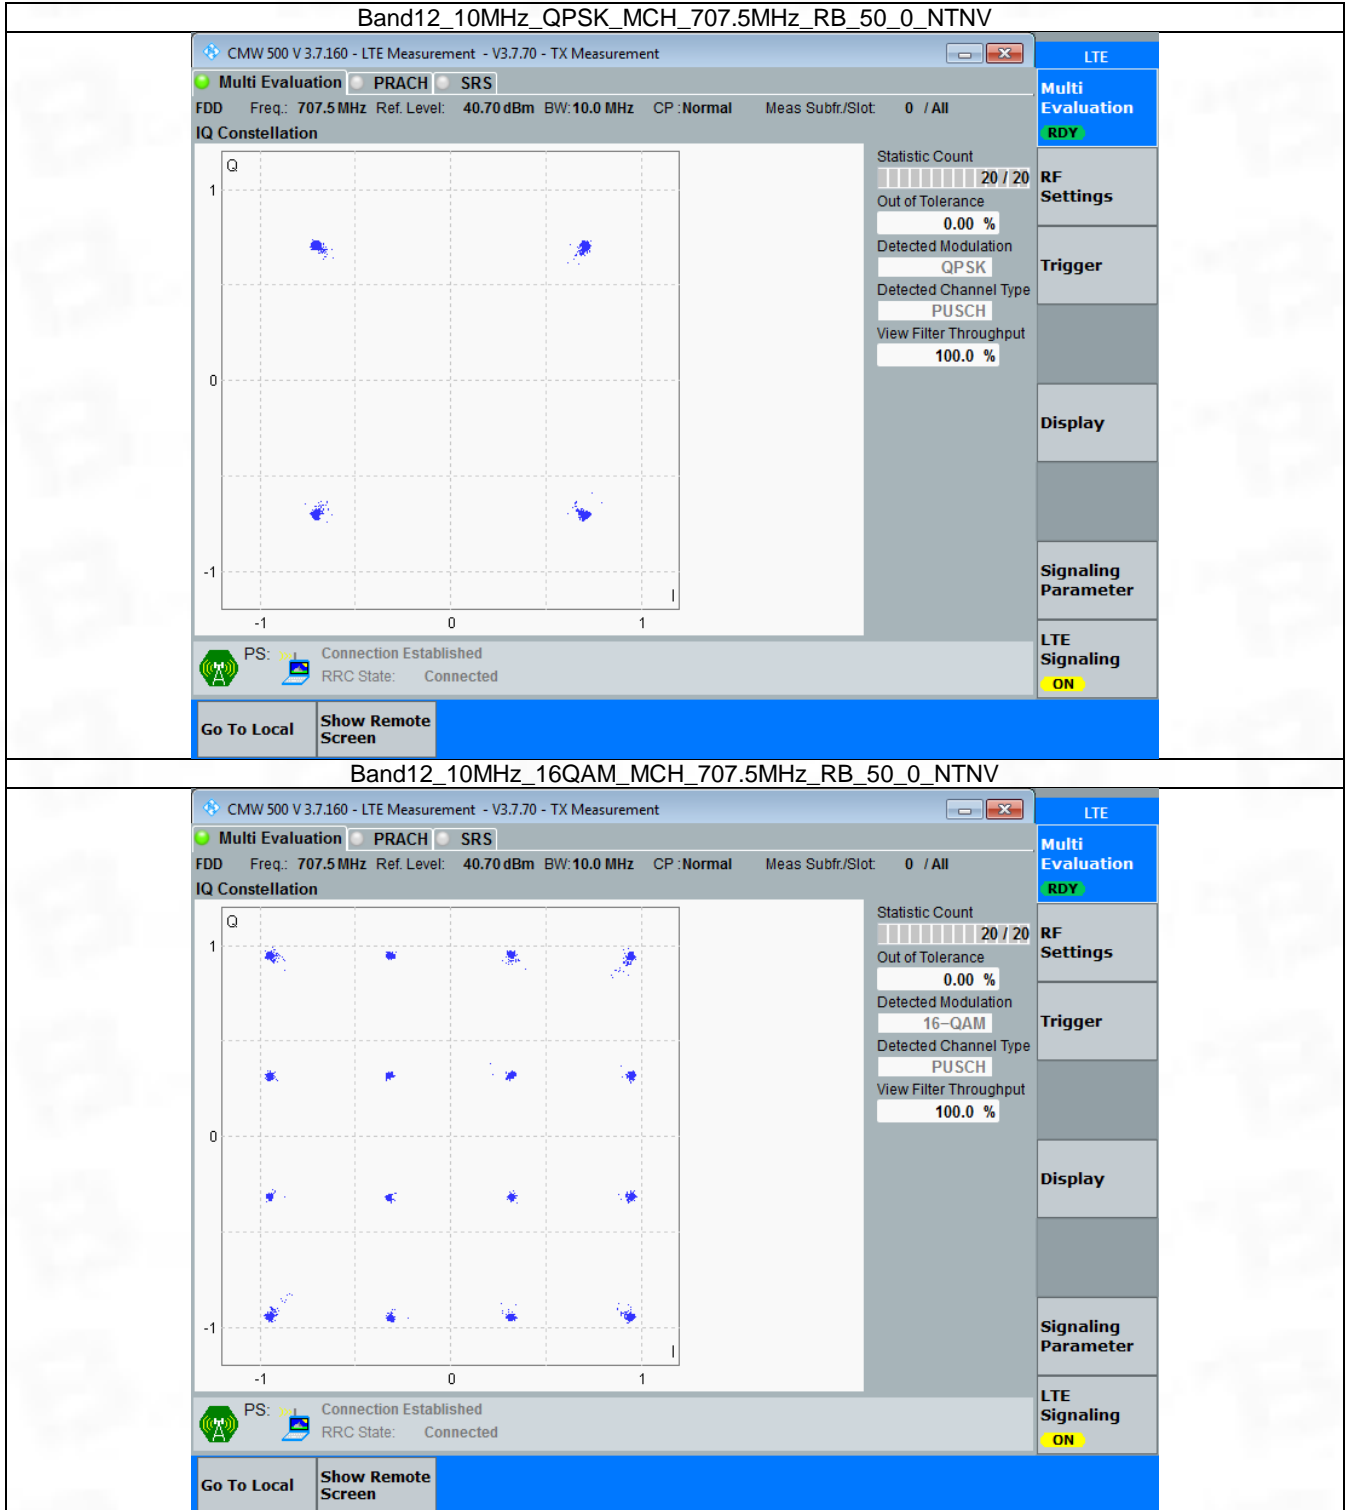 Band12_10MHz_QPSK_MCH_707.5MHz_RB_50_0_NTNV
CMW 500 V 3.7.160 - LTE Measurement - V3.7.70 - TX Measurement
LTE
Multi Evaluation PRACH SRS
FDD Freq.: 707.5 MHz Ref. Level: 40.70 dBm BW: 10.0 MHz CP : Normal Meas Subfr./Slot: 0 / All
IQ Constellation
Multi
Evaluation
RDY
Q
1
0
-1
-1 0 1
I
Statistic Count
20 / 20
Out of Tolerance
0.00 %
Detected Modulation
QPSK
Detected Channel Type
PUSCH
View Filter Throughput
100.0 %
RF
Settings
Trigger
Display
Signaling
Parameter
LTE
Signaling
ON
PS: Connection Established
RRC State: Connected
Go To Local
Show Remote
Screen
Band12_10MHz_16QAM_MCH_707.5MHz_RB_50_0_NTNV
CMW 500 V 3.7.160 - LTE Measurement - V3.7.70 - TX Measurement
LTE
Multi Evaluation PRACH SRS
FDD Freq.: 707.5 MHz Ref. Level: 40.70 dBm BW: 10.0 MHz CP : Normal Meas Subfr./Slot: 0 / All
IQ Constellation
Multi
Evaluation
RDY
Q
1
0
-1
-1 0 1
I
Statistic Count
20 / 20
Out of Tolerance
0.00 %
Detected Modulation
16-QAM
Detected Channel Type
PUSCH
View Filter Throughput
100.0 %
RF
Settings
Trigger
Display
Signaling
Parameter
LTE
Signaling
ON
PS: Connection Established
RRC State: Connected
Go To Local
Show Remote
Screen